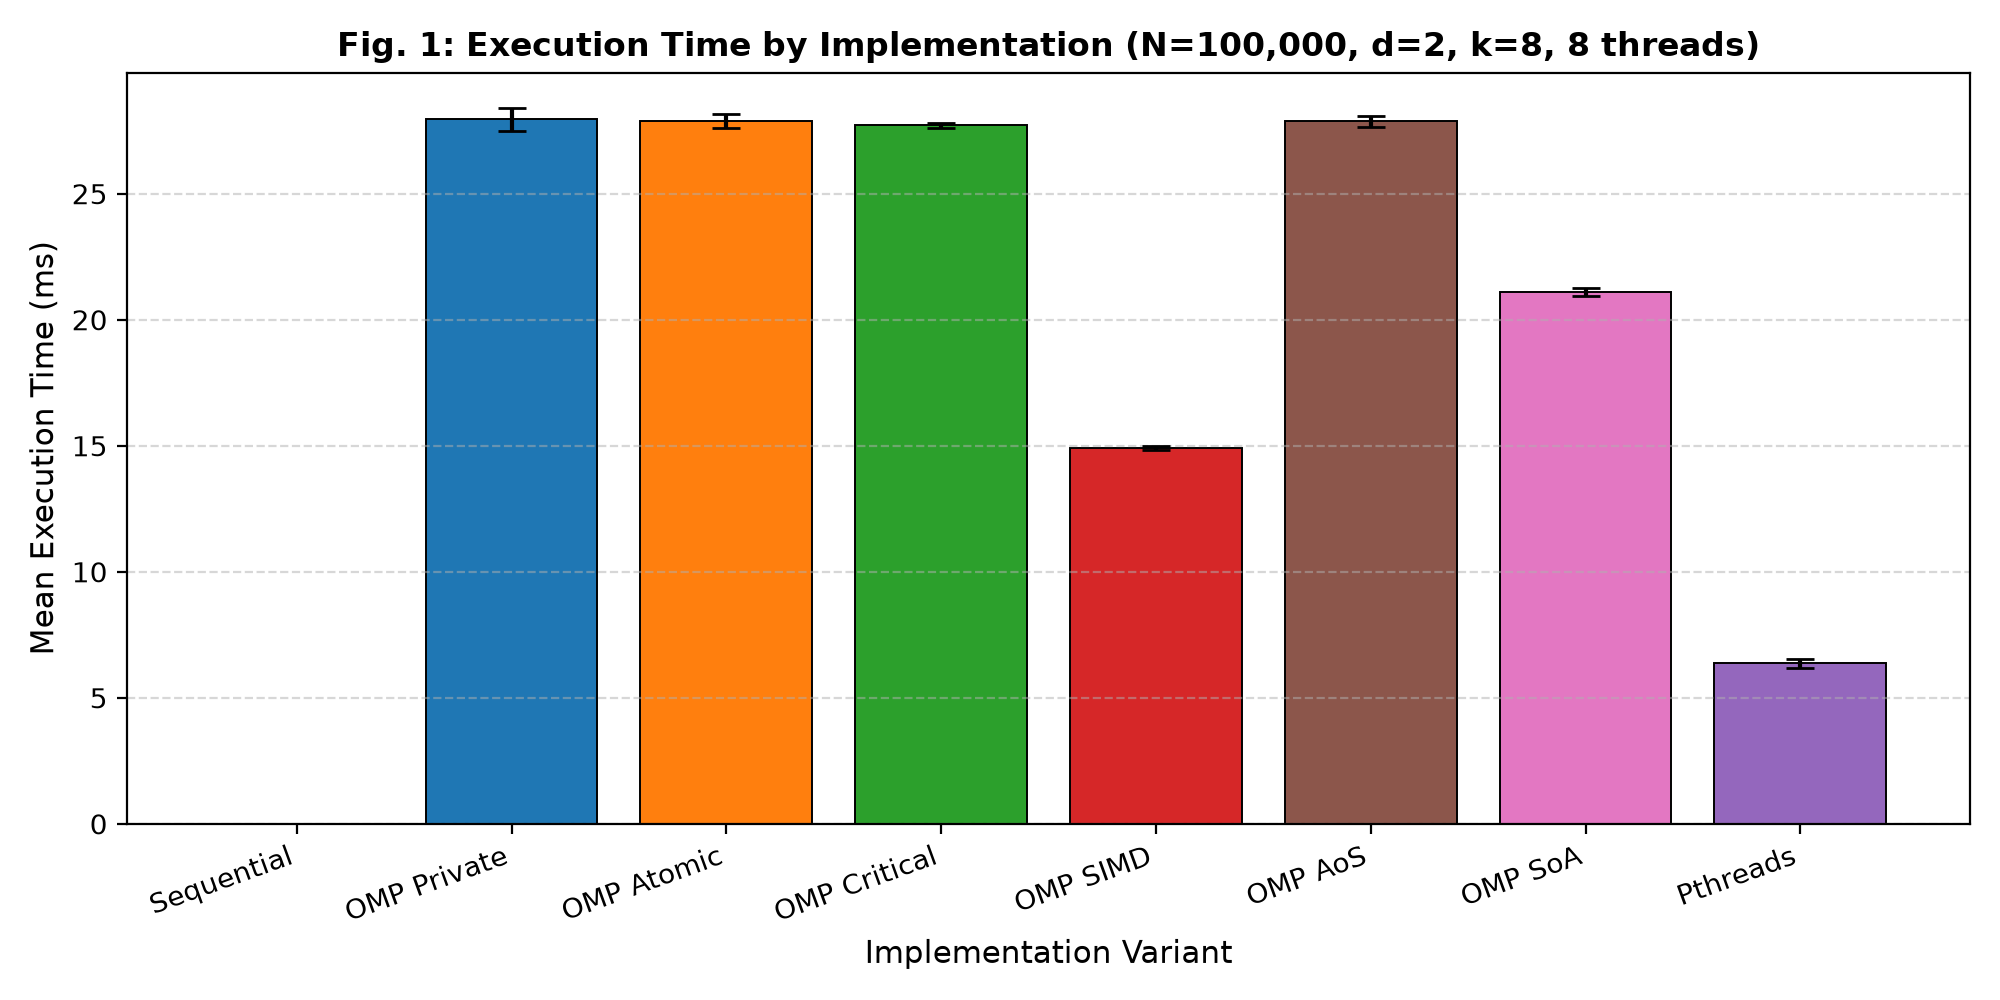 Fig. 1: Execution Time by Implementation (N=100,000, d=2, k=8, 8 threads)
Mean Execution Time (ms)
25
20
15
10
5
0
Sequential
OMP Private
OMP Atomic
OMP Critical
OMP SIMD
OMP AoS
OMP SoA
Pthreads
Implementation Variant